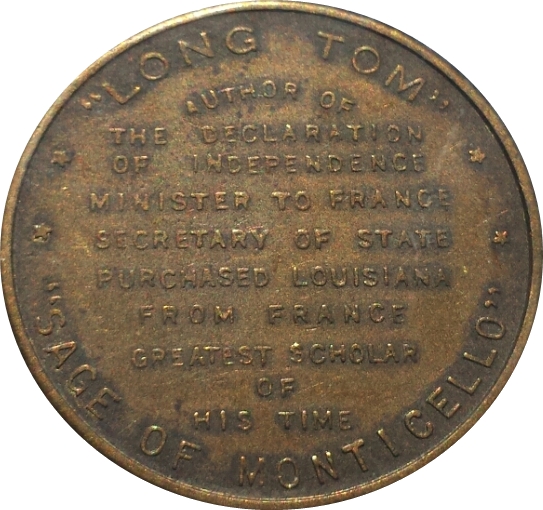 "LONG TOM"
AUTHOR OF
THE DECLARATION
OF INDEPENDENCE
MINISTER TO FRANCE
SECRETARY OF STATE
PURCHASED LOUISIANA
FROM FRANCE
GREATEST SCHOLAR
OF
HIS TIME
"SAGE OF MONTICELLO"